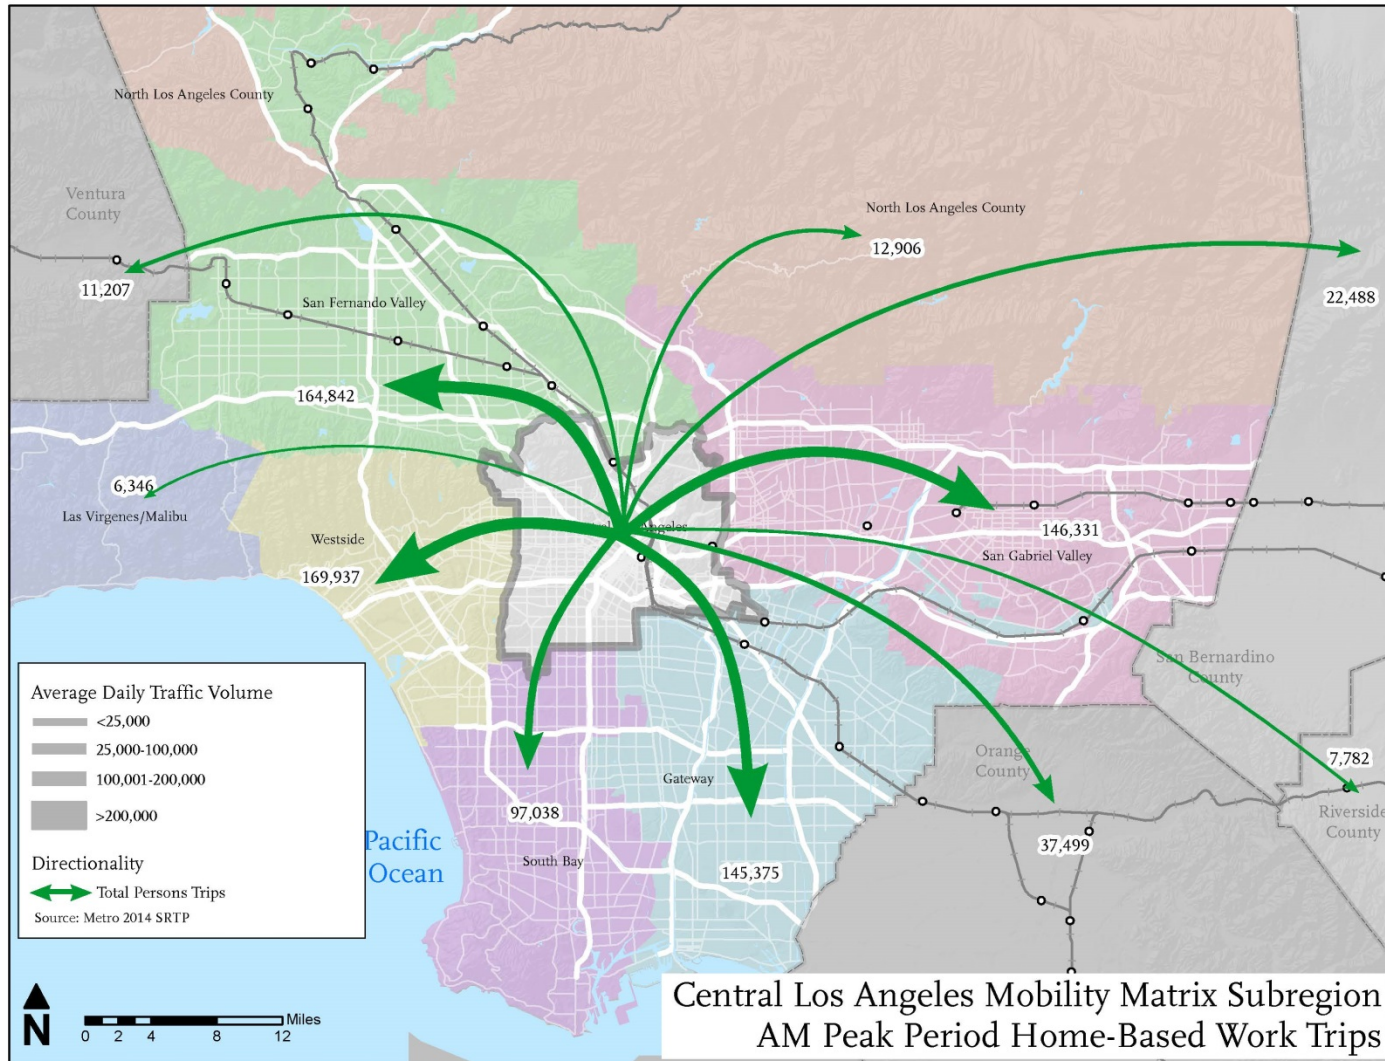 North Los Angeles County
Ventura
County
North Los Angeles County
12,906
11,207
22,488
San Fernando Valley
164,842
6,346
Las Virgenes/Malibu
Westside
Angeles
146,331
San Gabriel Valley
169,937
San Bernardino
County
Average Daily Traffic Volume
<25,000
25,000-100,000
100,001-200,000
>200,000
Directionality
Total Persons Trips
Source: Metro 2014 SRTP
Orange
County
7,782
Gateway
97,038
Riverside
County
Pacific
Ocean
37,499
South Bay
145,375
N
0 2 4 8 12
Miles
Central Los Angeles Mobility Matrix Subregion
AM Peak Period Home-Based Work Trips